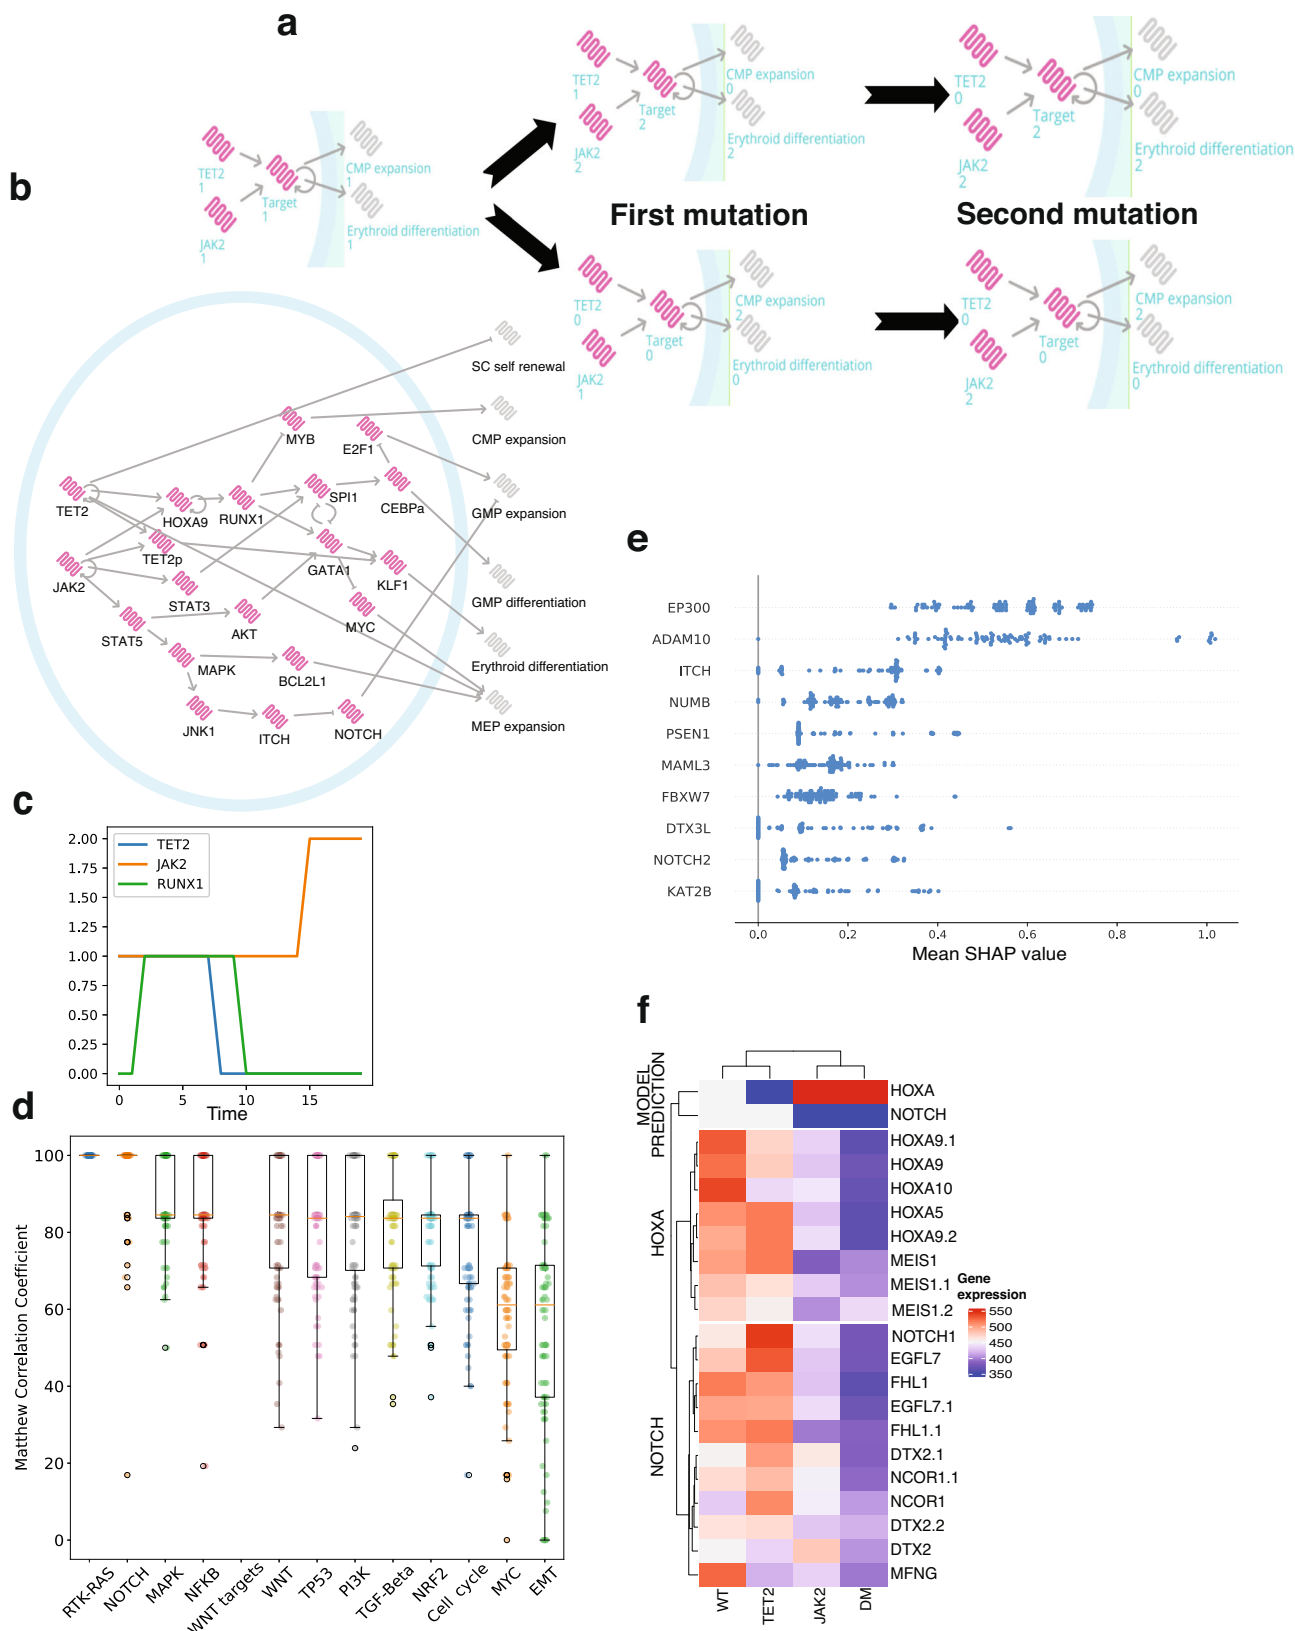 a
TET2
1
JAK2
1
Target
1
CMP expansion
1
Erythroid differentiation
1
TET2
1
JAK2
2
Target
2
CMP expansion
0
Erythroid differentiation
2
TET2
0
JAK2
2
Target
2
CMP expansion
0
Erythroid differentiation
2
First mutation
Second mutation
TET2
0
JAK2
1
Target
0
CMP expansion
2
Erythroid differentiation
0
TET2
0
JAK2
2
Target
0
CMP expansion
2
Erythroid differentiation
0
b
SC self renewal
CMP expansion
GMP expansion
GMP differentiation
Erythroid differentiation
MEP expansion
MYB
E2F1
TET2
HOXA9
RUNX1
SPI1
CEBPa
TET2p
GATA1
KLF1
JAK2
STAT3
AKT
MYC
STAT5
MAPK
BCL2L1
JNK1
ITCH
NOTCH
c
TET2
JAK2
RUNX1
2.00
1.75
1.50
1.25
1.00
0.75
0.50
0.25
0.00
0
5
10
15
Time
d
Matthew Correlation Coefficient
100
80
60
40
20
0
RTK-RAS
NOTCH
MAPK
NFKB
WNT targets
WNT
TP53
PI3K
TGF-Beta
NRF2
Cell cycle
MYC
EMT
e
EP300
ADAM10
ITCH
NUMB
PSEN1
MAML3
FBXW7
DTX3L
NOTCH2
KAT2B
0.0
0.2
0.4
0.6
0.8
1.0
Mean SHAP value
f
MODEL
PREDICTION
HOXA
NOTCH
HOXA
NOTCH
HOXA9.1
HOXA9
HOXA10
HOXA5
HOXA9.2
MEIS1
MEIS1.1
MEIS1.2
NOTCH1
EGFL7
FHL1
EGFL7.1
FHL1.1
DTX2.1
NCOR1.1
NCOR1
DTX2.2
DTX2
MFNG
WT
TET2
JAK2
DM
Gene
expression
550
500
450
400
350